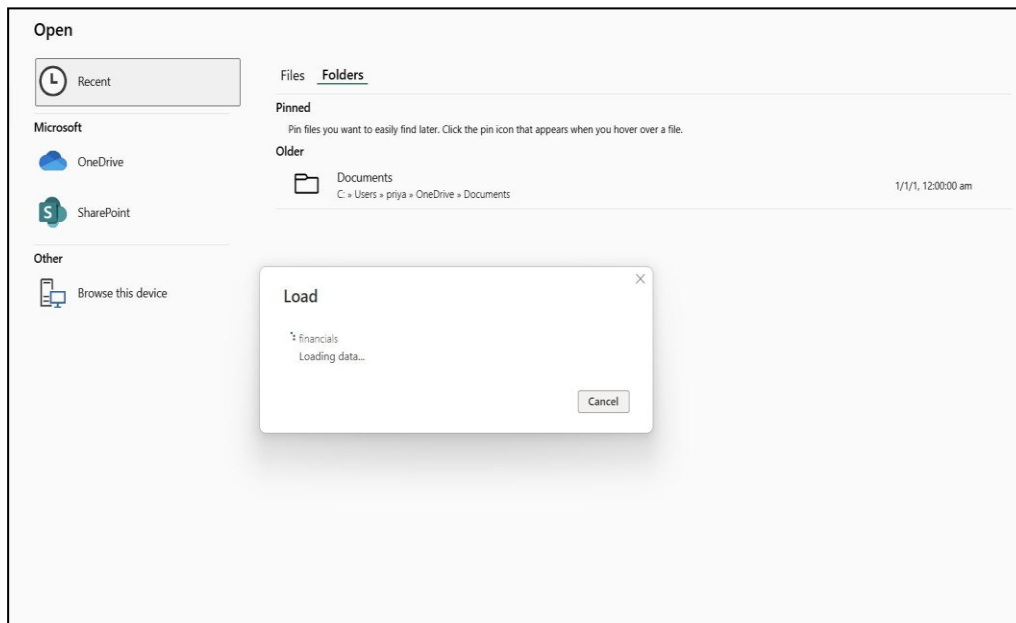 Open
Recent
Files Folders
Pinned
Pin files you want to easily find later. Click the pin icon that appears when you hover over a file.
Older
Documents
C: » Users » priya » OneDrive » Documents
1/1/1, 12:00:00 am
Microsoft
OneDrive
SharePoint
Other
Browse this device
Load
financials
Loading data...
Cancel